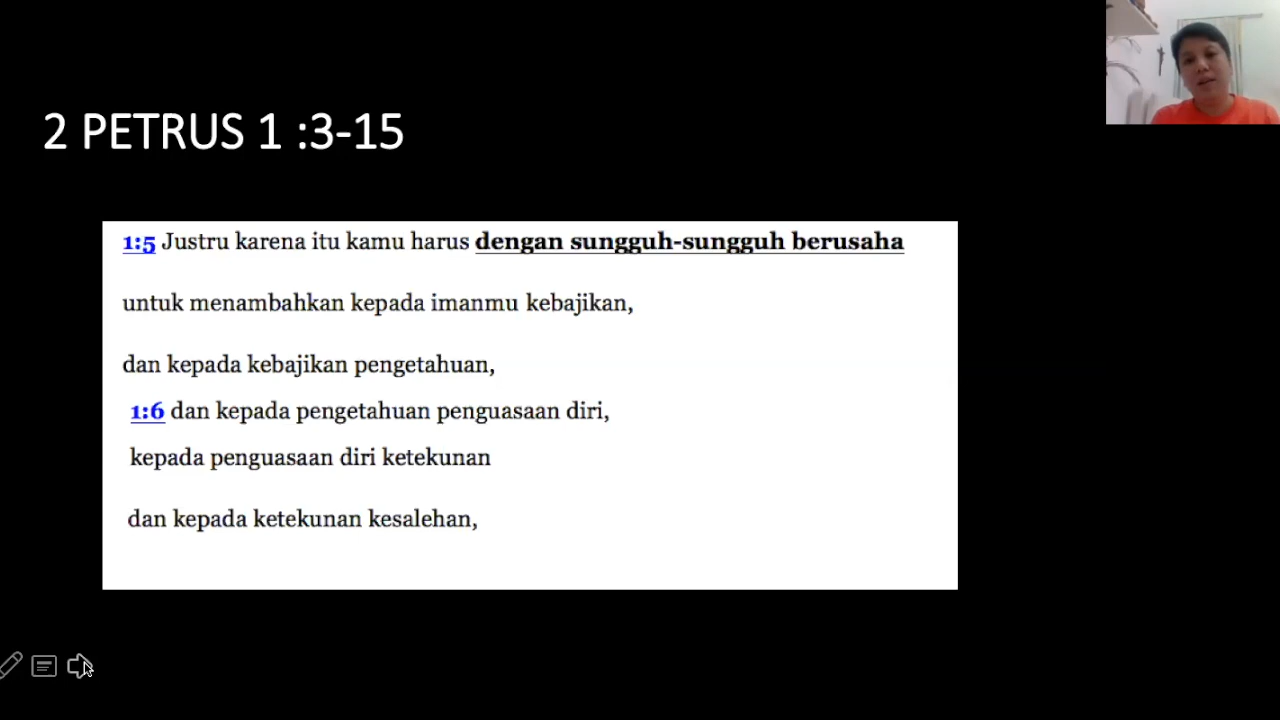 2 PETRUS 1 :3-15
1:5 Justru karena itu kamu harus dengan sungguh-sungguh berusaha
untuk menambahkan kepada imanmu kebajikan,
dan kepada kebajikan pengetahuan,
1:6 dan kepada pengetahuan penguasaan diri,
kepada penguasaan diri ketekunan
dan kepada ketekunan kesalehan,